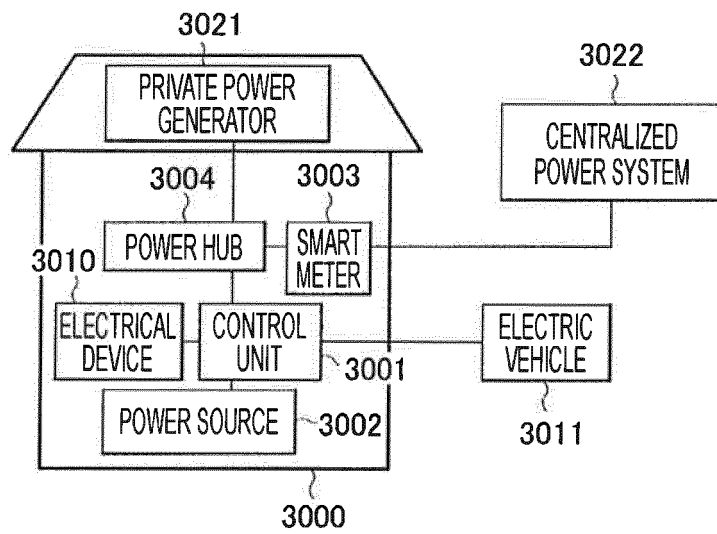 3021
PRIVATE POWER
GENERATOR
3022
CENTRALIZED
POWER SYSTEM
3004
3003
POWER HUB
SMART
METER
3010
ELECTRICAL
DEVICE
CONTROL
UNIT
3001
ELECTRIC
VEHICLE
3011
POWER SOURCE
3002
3000